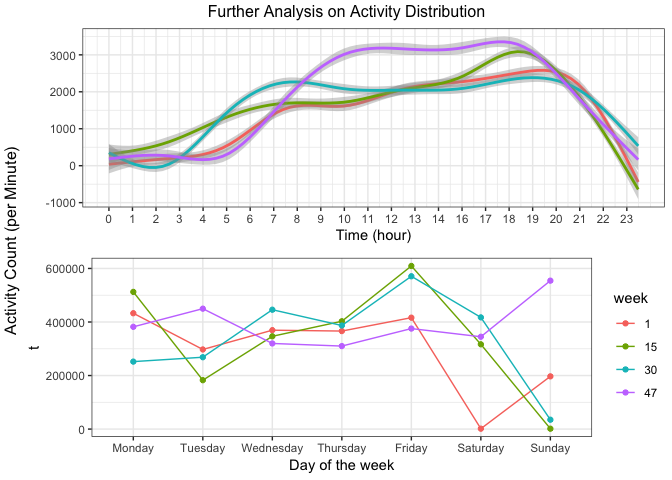 Further Analysis on Activity Distribution
3000
2000
1000
0
-1000
0 1 2 3 4 5 6 7 8 9 10 11 12 13 14 15 16 17 18 19 20 21 22 23
Time (hour)
Activity Count (per Minute)
t
600000
400000
200000
0
Monday Tuesday Wednesday Thursday Friday Saturday Sunday
Day of the week
week
1
15
30
47